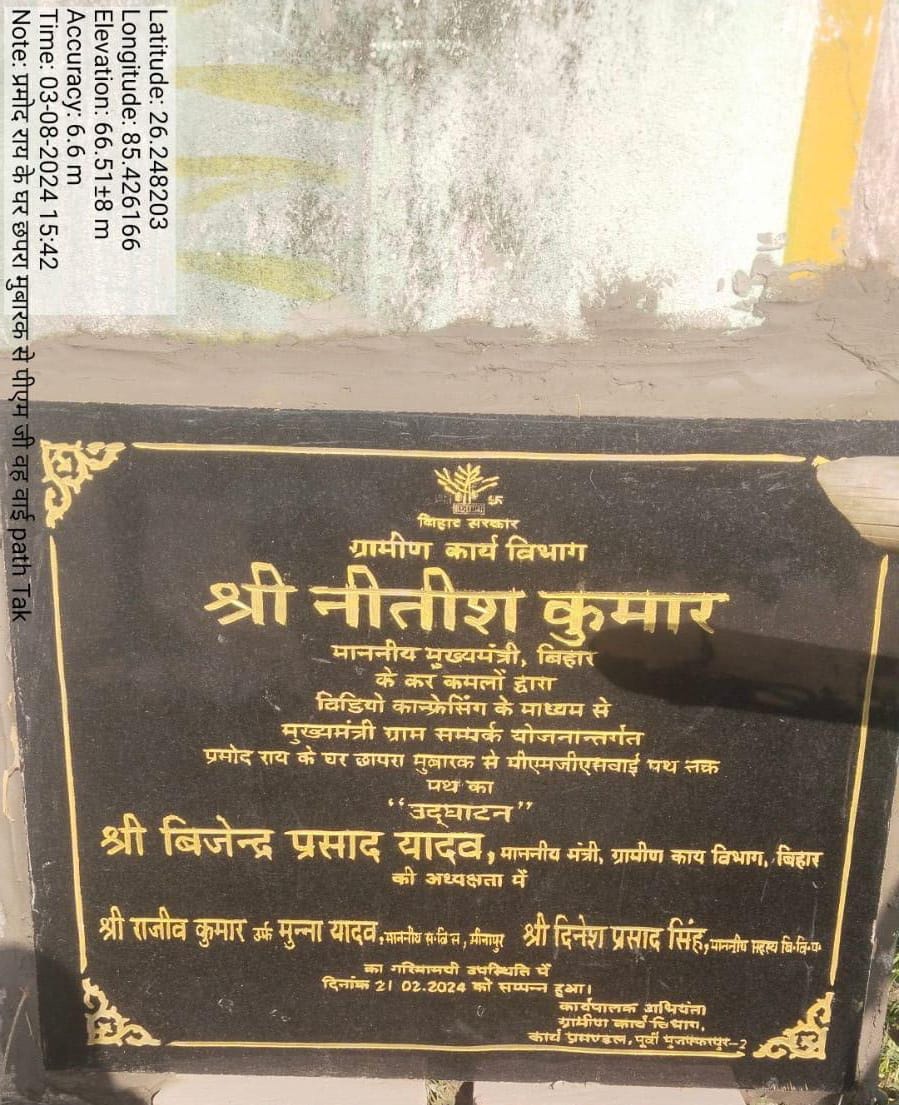 Latitude: 26.248203
Longitude: 85.426166
Elevation: 66.51±8 m
Accuracy: 6.6 m
Time: 03-08-2024 15:42
Note: प्रमोद राय के घर छपरा मुबारक से पीएम जी वह वाई path Tak
बिहार सरकार
ग्रामीण कार्य विभाग
श्री नीतीश कुमार
माननीय मुख्यमंत्री, बिहार
के कर कमलों द्वारा
विडियो कान्फ्रेसिंग के माध्यम से
मुख्यमंत्री ग्राम सम्पर्क योजनान्तर्गत
प्रमोद राय के घर छापरा मुबारक से पीएमजीएसवाई पथ तक
पथ का
"उद्घाटन"
श्री बिजेन्द्र प्रसाद यादव, माननीय मंत्री, ग्रामीण काय विभाग, बिहार
की अध्यक्षता में
श्री राजीव कुमार उर्फ मुन्ना यादव, माननीय स.वि.स, मीनापुर श्री दिनेश प्रसाद सिंह, माननीय सदस्य बि.वि.प.
का गरिमामयी उपस्थिति में
दिनांक 21 02.2024 को सम्पन्न हुआ।
कार्यपालक अभियंता
ग्रामीण कार्य विभाग,
कार्य प्रमण्डल, पूर्वी मुजफ्फरपुर-2